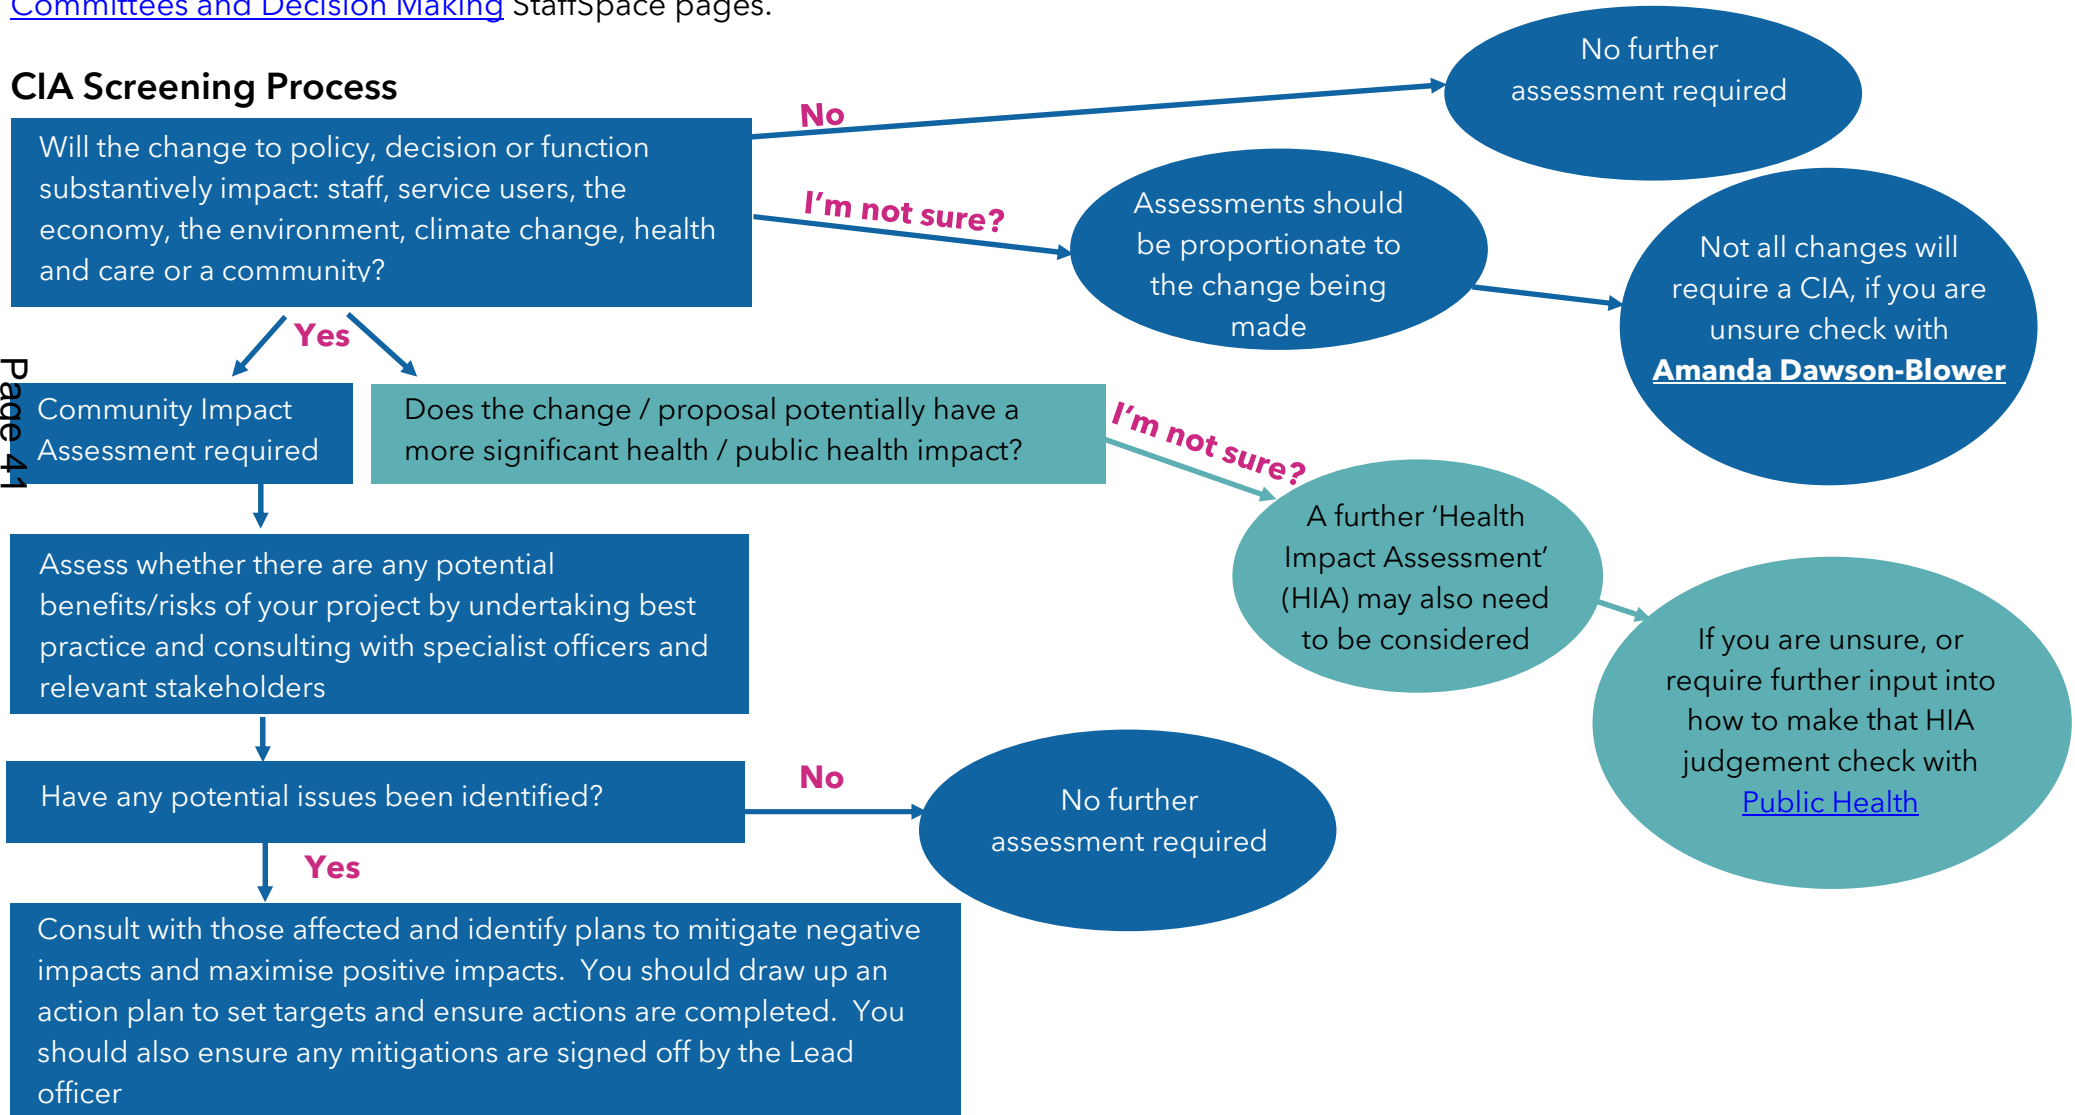 Committees and Decision Making StaffSpace pages.
CIA Screening Process
No
No further
assessment required
Will the change to policy, decision or function
substantively impact: staff, service users, the
economy, the environment, climate change, health
and care or a community?
I'm not sure?
Assessments should
be proportionate to
the change being
made
Not all changes will
require a CIA, if you are
unsure check with
Amanda Dawson-Blower
Yes
Page 41
Community Impact
Assessment required
Does the change / proposal potentially have a
more significant health / public health impact?
I'm not sure?
A further ‘Health
Impact Assessment’
(HIA) may also need
to be considered
If you are unsure, or
require further input into
how to make that HIA
judgement check with
Public Health
Assess whether there are any potential
benefits/risks of your project by undertaking best
practice and consulting with specialist officers and
relevant stakeholders
Have any potential issues been identified?
No
No further
assessment required
Yes
Consult with those affected and identify plans to mitigate negative
impacts and maximise positive impacts.  You should draw up an
action plan to set targets and ensure actions are completed.  You
should also ensure any mitigations are signed off by the Lead
officer